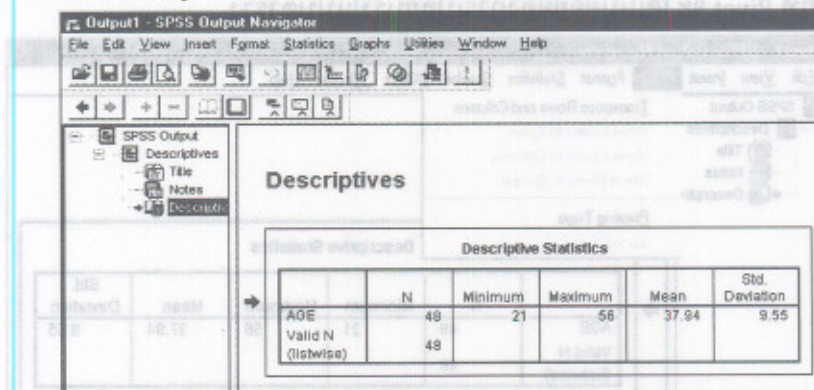 Output1 - SPSS Output Navigator
File Edit View Insert Format Statistics Graphs Utilities Window Help
SPSS Output
Descriptives
Title
Notes
Descriptives
Descriptive Statistics
N Minimum Maximum Mean Std. Deviation
AGE 48 21 56 37.94 9.55
Valid N (listwise) 48